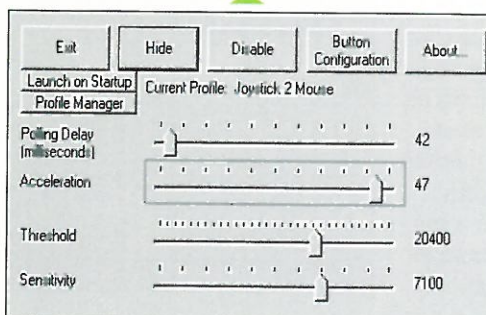 Exit Hide Disable Button Configuration About...
Launch on Startup
Profile Manager
Current Profile: Joystick 2 Mouse
Polling Delay (milliseconds) 42
Acceleration 47
Threshold 20400
Sensitivity 7100